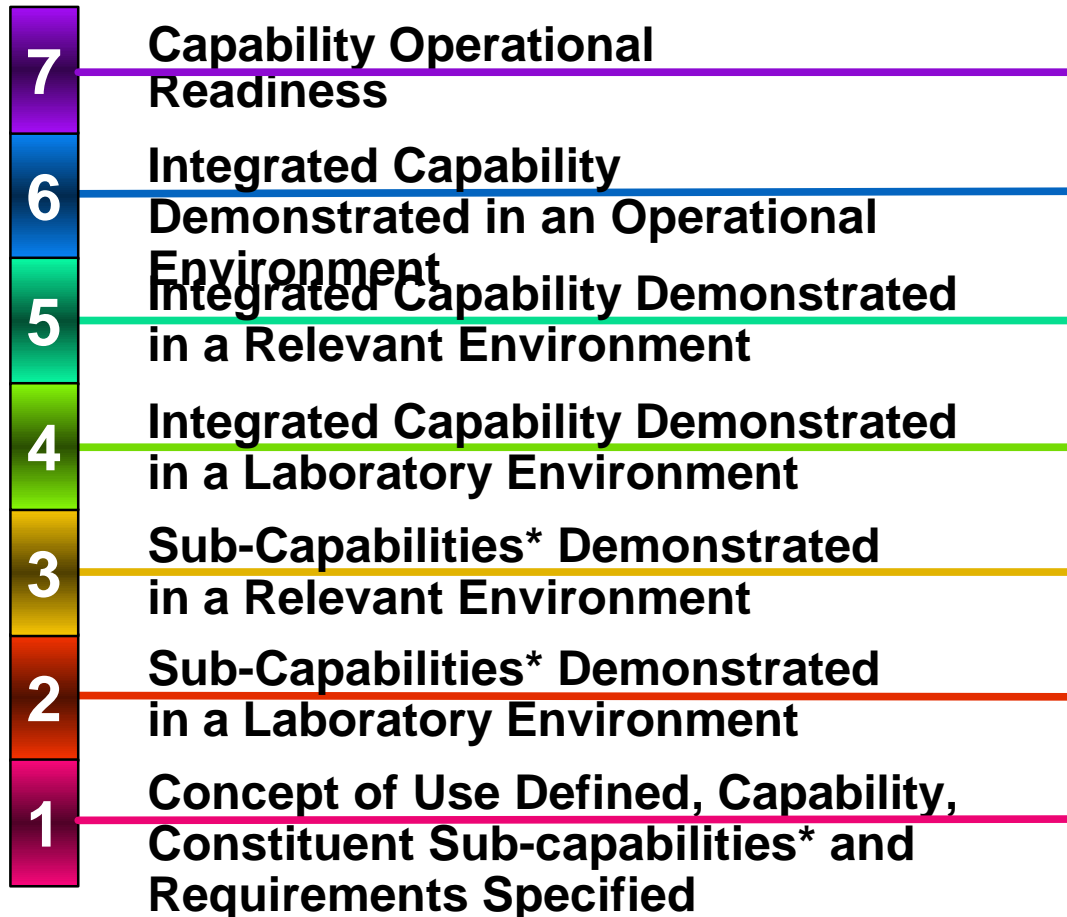 7
Capability Operational
Readiness
6
Integrated Capability
Demonstrated in an Operational
Environment
5
Integrated Capability Demonstrated
in a Relevant Environment
4
Integrated Capability Demonstrated
in a Laboratory Environment
3
Sub-Capabilities* Demonstrated
in a Relevant Environment
2
Sub-Capabilities* Demonstrated
in a Laboratory Environment
1
Concept of Use Defined, Capability,
Constituent Sub-capabilities* and
Requirements Specified